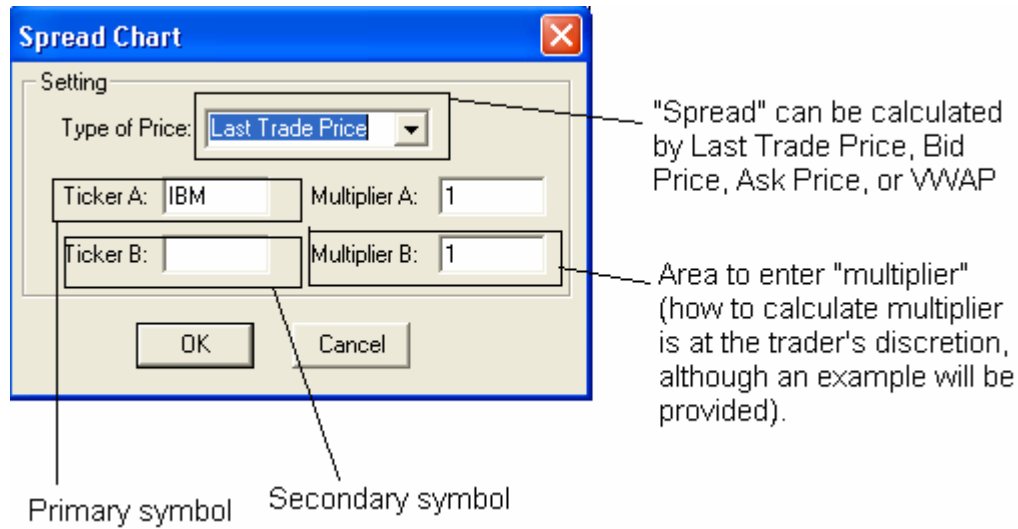 Spread Chart
Setting
Type of Price: Last Trade Price
Ticker A: IBM Multiplier A: 1
Ticker B: Multiplier B: 1
OK Cancel
"Spread" can be calculated
by Last Trade Price, Bid
Price, Ask Price, or VWAP
Area to enter "multiplier"
(how to calculate multiplier
is at the trader's discretion,
although an example will be
provided).
Primary symbol
Secondary symbol